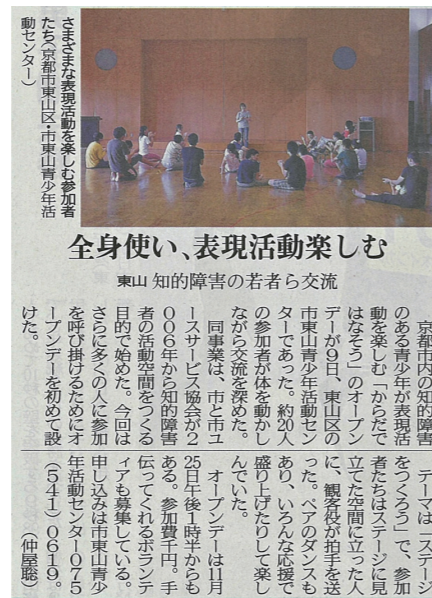 さまざまな表現活動を楽しむ参加者
たち(京都市東山区・市東山青少年活
動センター)
全身使い、表現活動楽しむ
東山 知的障害の若者ら交流
京都市内の知的障害
のある青少年が表現活
動を楽しむ「からだで
はなそう」のオープン
デーが9日、東山区の
市東山青少年活動セン
ターであった。約20人
の参加者が体を動かし
ながら交流を深めた。
同事業は、市と市ユ
ースサービス協会が2
006年から知的障害
者の活動空間をつくる
目的で始めた。今回は
さらに多くの人に参加
を呼び掛けるためにオ
ープンデーを初めて設
けた。
テーマは「ステージ
をつくろう」で、参加
者たちはステージに見
立てた空間に立った人
に、観客役が拍手を送
った。ペアのダンスも
あり、いろんな応援で
盛り上げたりして楽し
んでいた。
オープンデーは11月
25日午後1時半からも
ある。参加費千円。手
伝ってくれるボランテ
ィアも募集している。
申し込みは市東山青少
年活動センター075
(541)0619。
(仲屋聡)